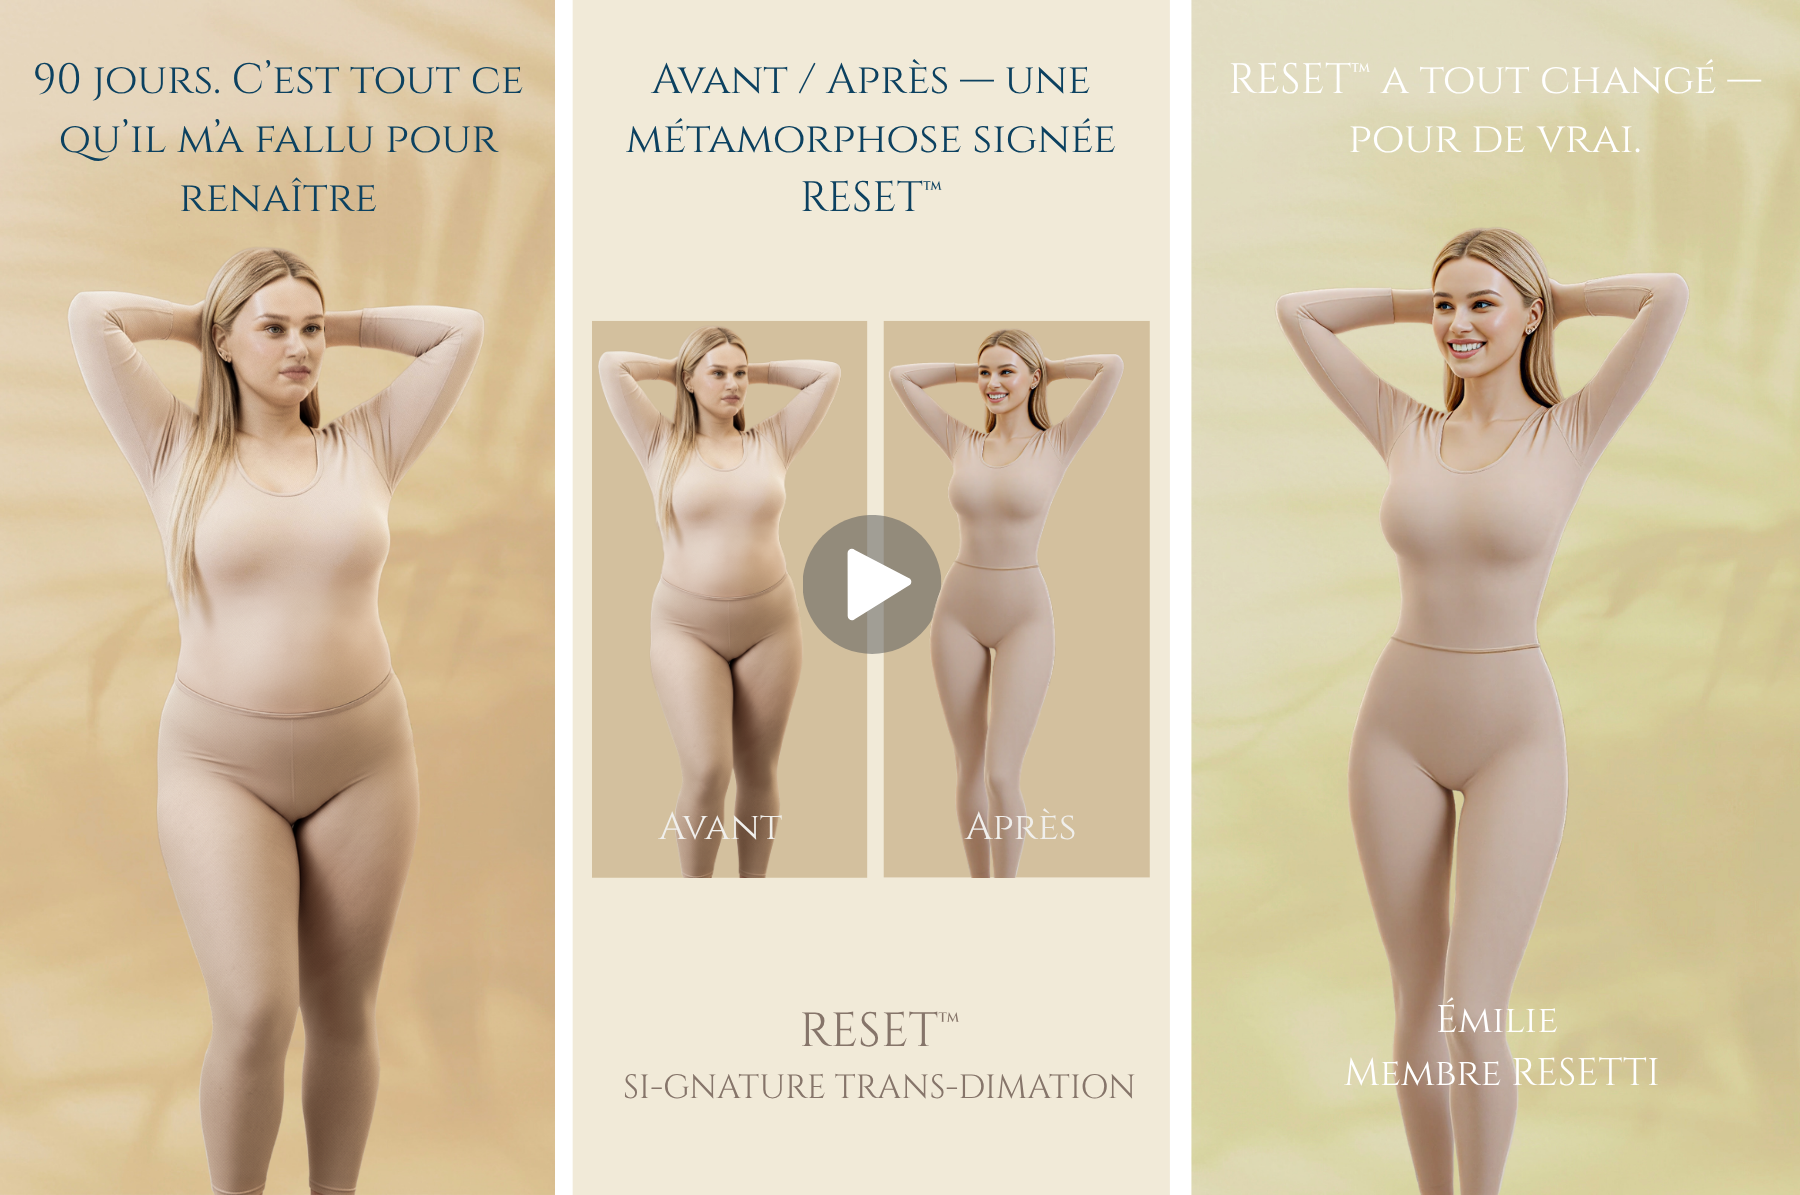 90 JOURS. C'EST TOUT CE
QU'IL M'A FALLU POUR
RENAÎTRE
AVANT / APRÈS — UNE
MÉTAMORPHOSE SIGNÉE
RESET™
AVANT
APRÈS
RESET™
SI-GNATURE TRANS-DIMATION
RESET™ A TOUT CHANGÉ —
POUR DE VRAI.
ÉMILIE
MEMBRE RESETTI